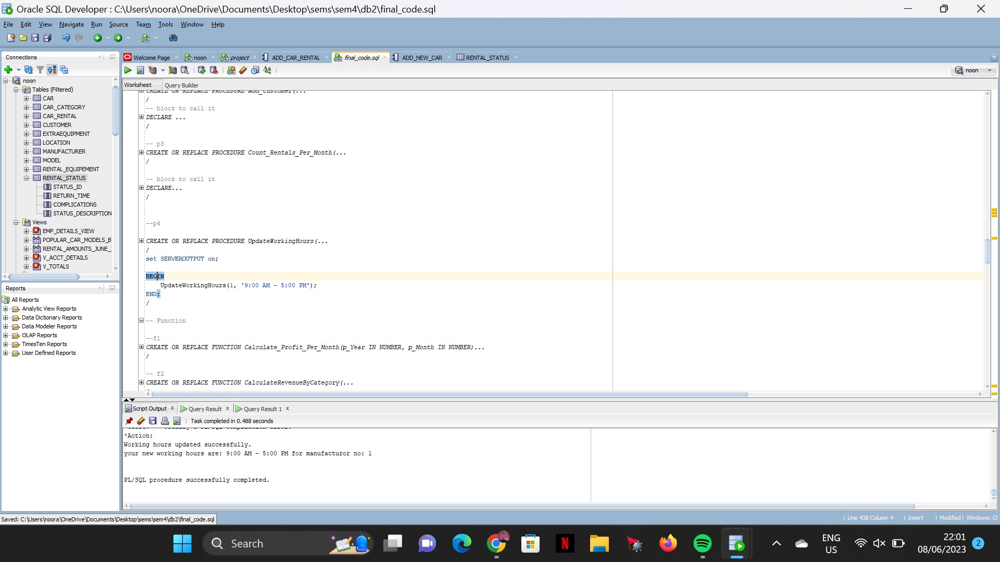 Oracle SQL Developer : C:\Users\noora\OneDrive\Documents\Desktop\sems\sem4\db2\final_code.sql
File Edit View Navigate Run Source Team Tools Window Help
Connections
noon
Tables (Filtered)
CAR
CAR_CATEGORY
CAR_RENTAL
CUSTOMER
EXTRAEQUIPMENT
LOCATION
MANUFACTURER
MODEL
RENTAL_EQUIPEMENT
RENTAL_STATUS
STATUS_ID
RETURN_TIME
COMPLICATIONS
STATUS_DESCRIPTION
Views
EMP_DETAILS_VIEW
POPULAR_CAR_MODELS_B
RENTAL_AMOUNTS_JUNE_
V_ACCT_DETAILS
V_TOTALS
Reports
All Reports
Analytic View Reports
Data Dictionary Reports
Data Modeler Reports
OLAP Reports
TimesTen Reports
User Defined Reports
Welcome Page noon project ADD_CAR_RENTAL final_code.sql ADD_NEW_CAR RENTAL_STATUS
noon
Worksheet Query Builder
CREATE OR REPLACE PROCEDURE Add_Customer(...
/
-- block to call it
DECLARE ...
/
-- p3
CREATE OR REPLACE PROCEDURE Count_Rentals_Per_Month(...
/
-- block to call it
DECLARE...
/
--p4
CREATE OR REPLACE PROCEDURE UpdateWorkingHours(...
/
set SERVEROUTPUT on;
BEGIN
UpdateWorkingHours(1, '9:00 AM - 5:00 PM');
END;
/
-- Function
--f1
CREATE OR REPLACE FUNCTION Calculate_Profit_Per_Month(p_Year IN NUMBER, p_Month IN NUMBER)...
/
-- f2
CREATE OR REPLACE FUNCTION CalculateRevenueByCategory(...
Script Output Query Result Query Result 1
Task completed in 0.488 seconds
*Action:
Working hours updated successfully.
your new working hours are: 9:00 AM - 5:00 PM for manufacturor no: 1
PL/SQL procedure successfully completed.
Saved: C:\Users\noora\OneDrive\Documents\Desktop\sems\sem4\db2\final_code.sql
Line 438 Column 4 | Insert | Modified | Windows:
Search
ENG
US
22:01
08/06/2023
2